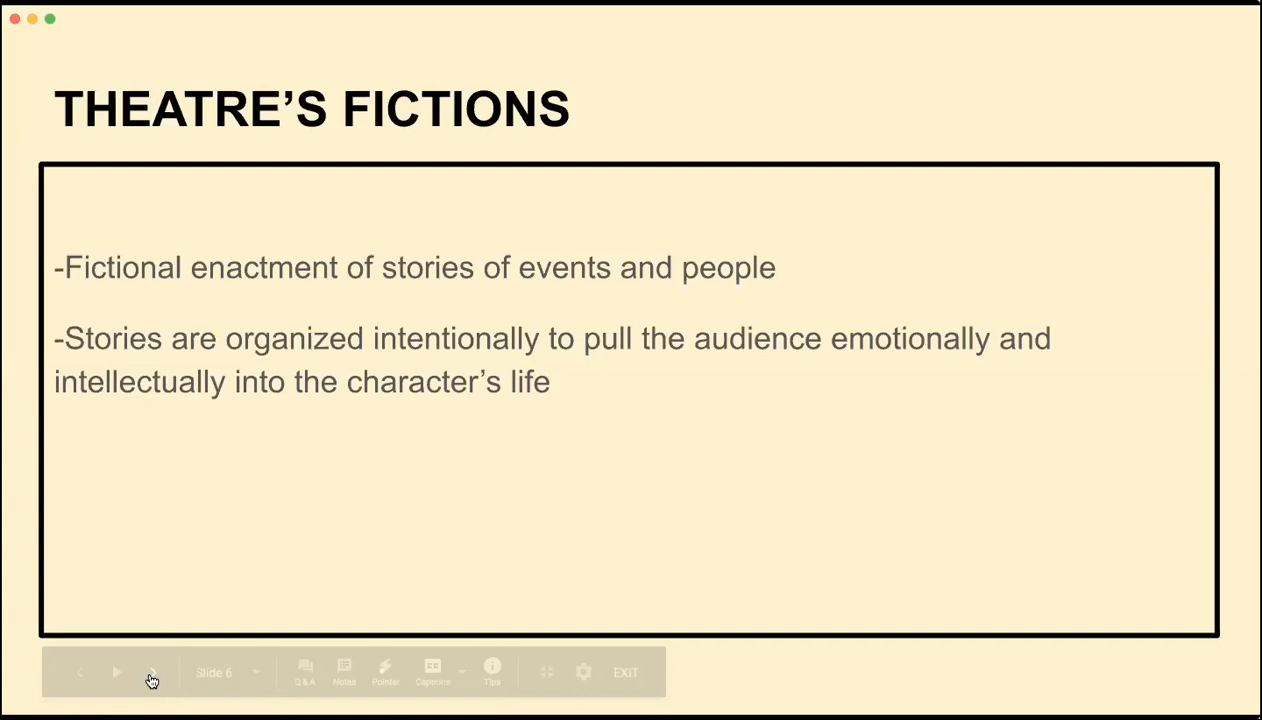 THEATRE’S FICTIONS
-Fictional enactment of stories of events and people
-Stories are organized intentionally to pull the audience emotionally and
intellectually into the character’s life
Slide 6
Q & A
Notes
Pointer
Captions
Tips
EXIT